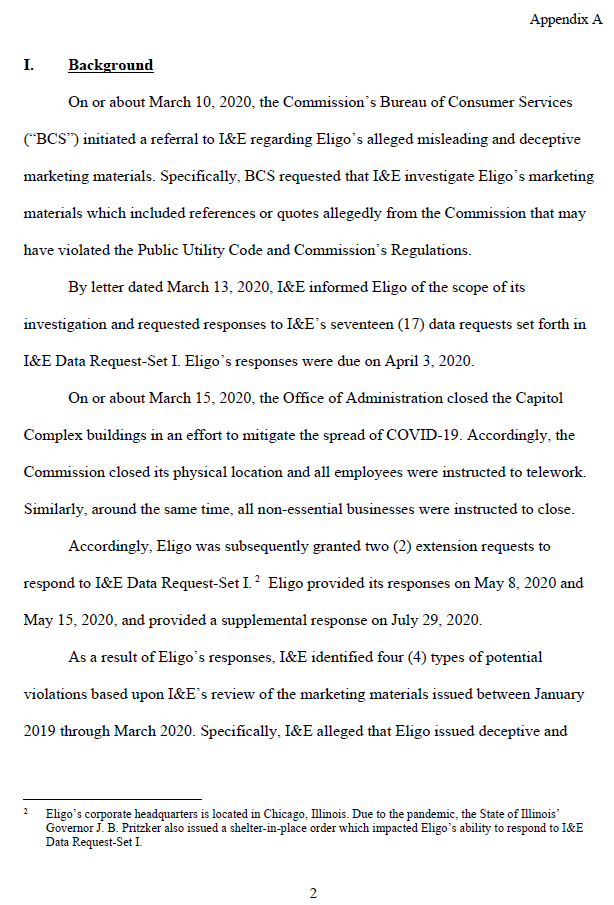 Appendix A
I. Background
On or about March 10, 2020, the Commission’s Bureau of Consumer Services
(“BCS”) initiated a referral to I&E regarding Eligo’s alleged misleading and deceptive
marketing materials. Specifically, BCS requested that I&E investigate Eligo’s marketing
materials which included references or quotes allegedly from the Commission that may
have violated the Public Utility Code and Commission’s Regulations.
By letter dated March 13, 2020, I&E informed Eligo of the scope of its
investigation and requested responses to I&E’s seventeen (17) data requests set forth in
I&E Data Request-Set I. Eligo’s responses were due on April 3, 2020.
On or about March 15, 2020, the Office of Administration closed the Capitol
Complex buildings in an effort to mitigate the spread of COVID-19. Accordingly, the
Commission closed its physical location and all employees were instructed to telework.
Similarly, around the same time, all non-essential businesses were instructed to close.
Accordingly, Eligo was subsequently granted two (2) extension requests to
respond to I&E Data Request-Set I. 2 Eligo provided its responses on May 8, 2020 and
May 15, 2020, and provided a supplemental response on July 29, 2020.
As a result of Eligo’s responses, I&E identified four (4) types of potential
violations based upon I&E’s review of the marketing materials issued between January
2019 through March 2020. Specifically, I&E alleged that Eligo issued deceptive and
2 Eligo’s corporate headquarters is located in Chicago, Illinois. Due to the pandemic, the State of Illinois’
Governor J. B. Pritzker also issued a shelter-in-place order which impacted Eligo’s ability to respond to I&E
Data Request-Set I.
2